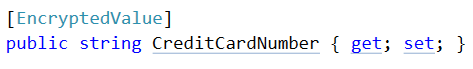 [EncryptedValue]
public string CreditCardNumber { get; set; }